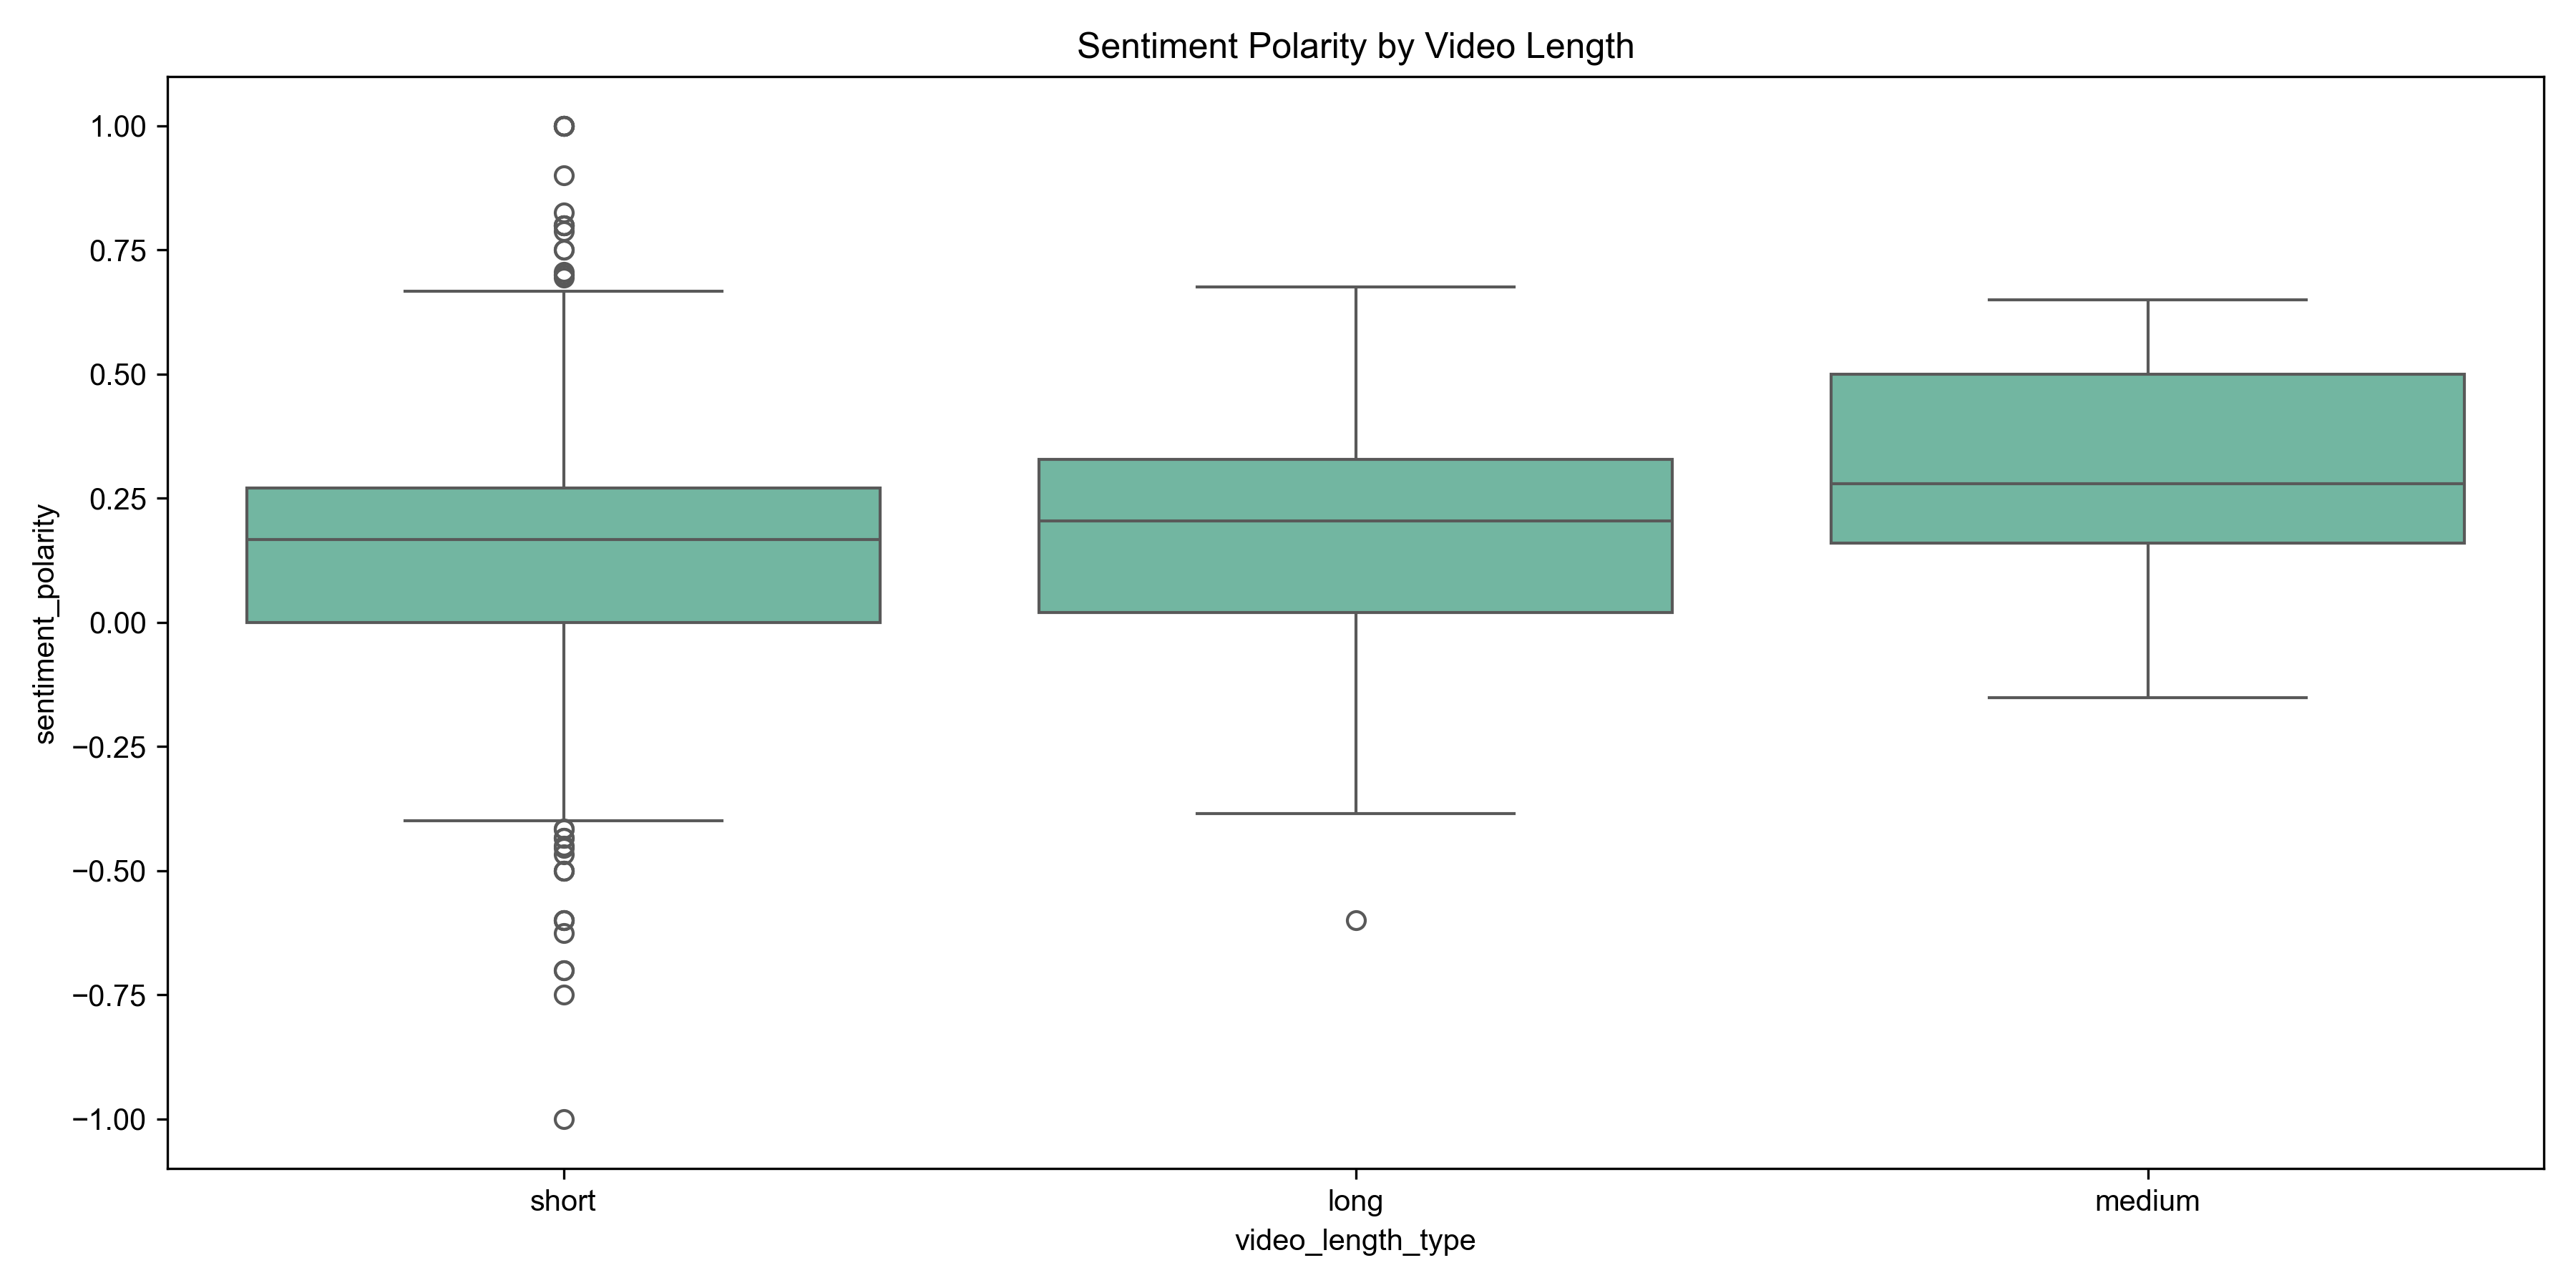 Sentiment Polarity by Video Length
sentiment_polarity
1.00
0.75
0.50
0.25
0.00
−0.25
−0.50
−0.75
−1.00
short
long
medium
video_length_type